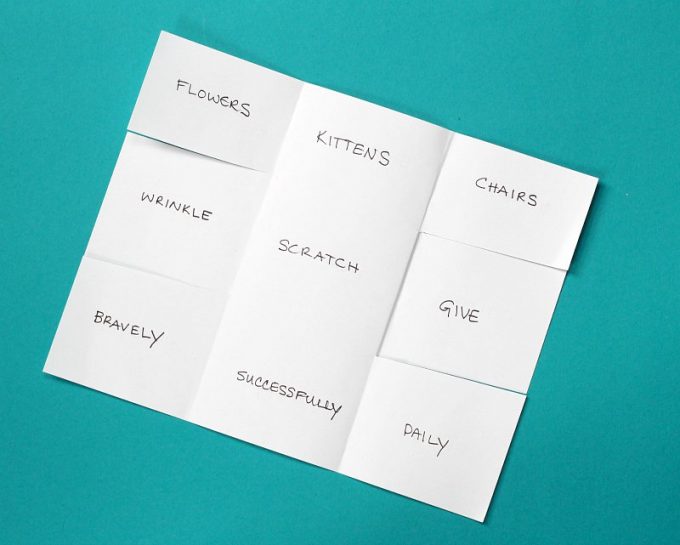 FLOWERS
KITTENS
CHAIRS
WRINKLE
SCRATCH
GIVE
BRAVELY
SUCCESSFULLY
DAILY